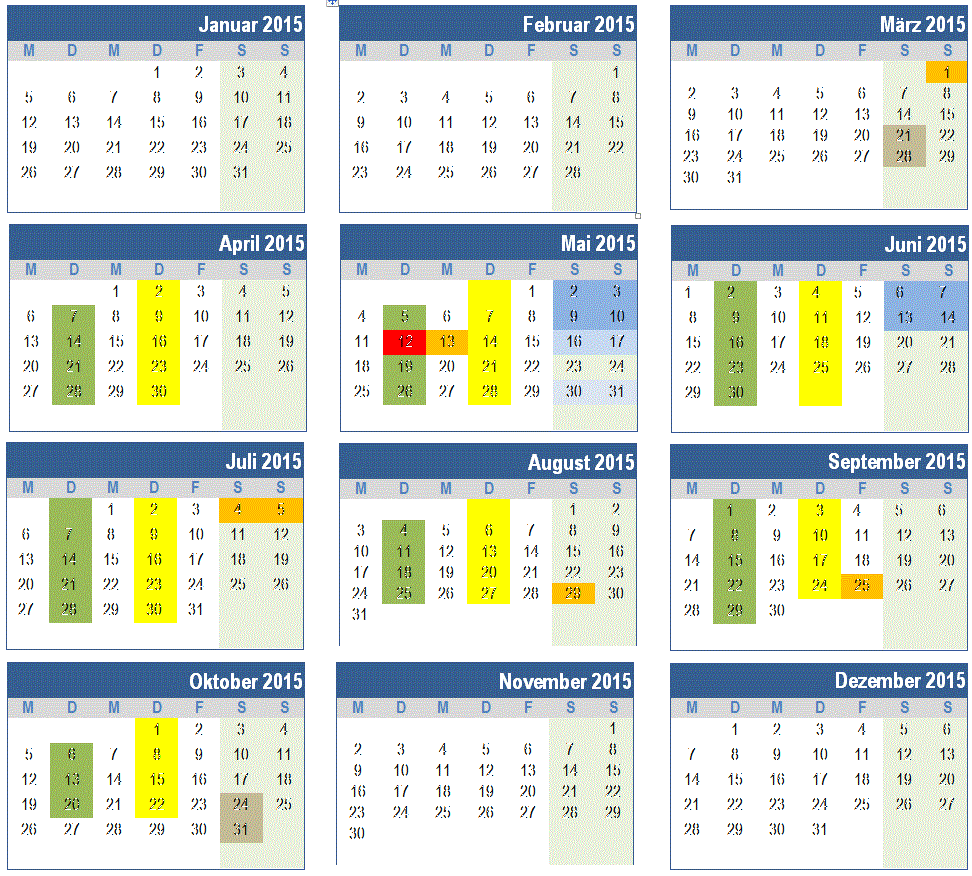 Januar 2015
M D M D F S S
1 2 3 4
5 6 7 8 9 10 11
12 13 14 15 16 17 18
19 20 21 22 23 24 25
26 27 28 29 30 31
Februar 2015
M D M D F S S
1
2 3 4 5 6 7 8
9 10 11 12 13 14 15
16 17 18 19 20 21 22
23 24 25 26 27 28
März 2015
M D M D F S S
1
2 3 4 5 6 7 8
9 10 11 12 13 14 15
16 17 18 19 20 21 22
23 24 25 26 27 28 29
30 31
April 2015
M D M D F S S
1 2 3 4 5
6 7 8 9 10 11 12
13 14 15 16 17 18 19
20 21 22 23 24 25 26
27 28 29 30
Mai 2015
M D M D F S S
1 2 3
4 5 6 7 8 9 10
11 12 13 14 15 16 17
18 19 20 21 22 23 24
25 26 27 28 29 30 31
Juni 2015
M D M D F S S
1 2 3 4 5 6 7
8 9 10 11 12 13 14
15 16 17 18 19 20 21
22 23 24 25 26 27 28
29 30
Juli 2015
M D M D F S S
1 2 3 4 5
6 7 8 9 10 11 12
13 14 15 16 17 18 19
20 21 22 23 24 25 26
27 28 29 30 31
August 2015
M D M D F S S
1 2
3 4 5 6 7 8 9
10 11 12 13 14 15 16
17 18 19 20 21 22 23
24 25 26 27 28 29 30
31
September 2015
M D M D F S S
1 2 3 4 5 6
7 8 9 10 11 12 13
14 15 16 17 18 19 20
21 22 23 24 25 26 27
28 29 30
Oktober 2015
M D M D F S S
1 2 3 4
5 6 7 8 9 10 11
12 13 14 15 16 17 18
19 20 21 22 23 24 25
26 27 28 29 30 31
November 2015
M D M D F S S
1
2 3 4 5 6 7 8
9 10 11 12 13 14 15
16 17 18 19 20 21 22
23 24 25 26 27 28 29
30
Dezember 2015
M D M D F S S
1 2 3 4 5 6
7 8 9 10 11 12 13
14 15 16 17 18 19 20
21 22 23 24 25 26 27
28 29 30 31